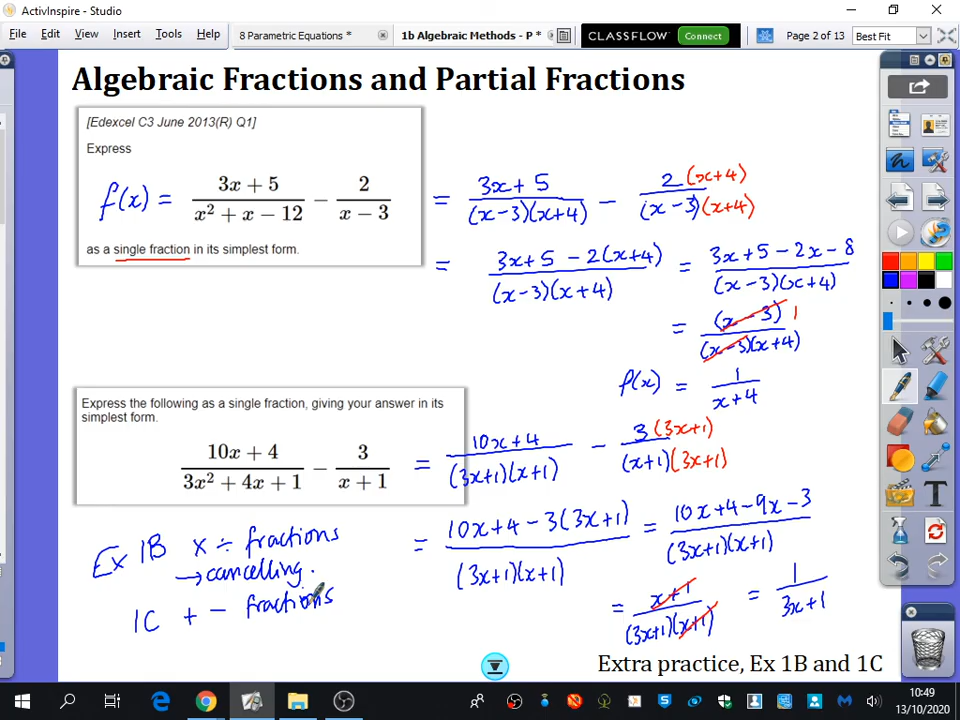 ActivInspire - Studio
File Edit View Insert Tools Help
8 Parametric Equations *
1b Algebraic Methods - P *
CLASSFLOW Connect
Page 2 of 13
Best Fit
Algebraic Fractions and Partial Fractions
[Edexcel C3 June 2013(R) Q1]
Express
f(x) = (3x + 5)/(x² + x − 12) − 2/(x − 3)
as a single fraction in its simplest form.
= (3x+5)/((x−3)(x+4)) − 2(x+4)/((x−3)(x+4))
= (3x+5 − 2(x+4))/((x−3)(x+4)) = (3x+5−2x−8)/((x−3)(x+4))
= (x−3) 1/((x−3)(x+4))
f(x) = 1/(x+4)
Express the following as a single fraction, giving your answer in its
simplest form.
(10x + 4)/(3x² + 4x + 1) − 3/(x + 1)
= (10x+4)/((3x+1)(x+1)) − 3(3x+1)/((x+1)(3x+1))
= (10x+4 − 3(3x+1))/((3x+1)(x+1)) = (10x+4−9x−3)/((3x+1)(x+1))
= (x+1)/((3x+1)(x+1)) = 1/(3x+1)
Ex 1B × ÷ fractions
→ cancelling.
1C + − fractions
Extra practice, Ex 1B and 1C
10:49
13/10/2020